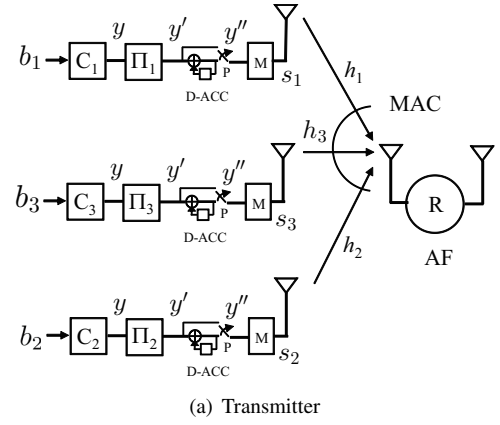 y y′ y″
b₁ C₁ Π₁ P M s₁
D-ACC
h₁
MAC
y y′ y″
b₃ C₃ Π₃ P M s₃
D-ACC
h₃
R
AF
h₂
y y′ y″
b₂ C₂ Π₂ P M s₂
D-ACC
(a) Transmitter